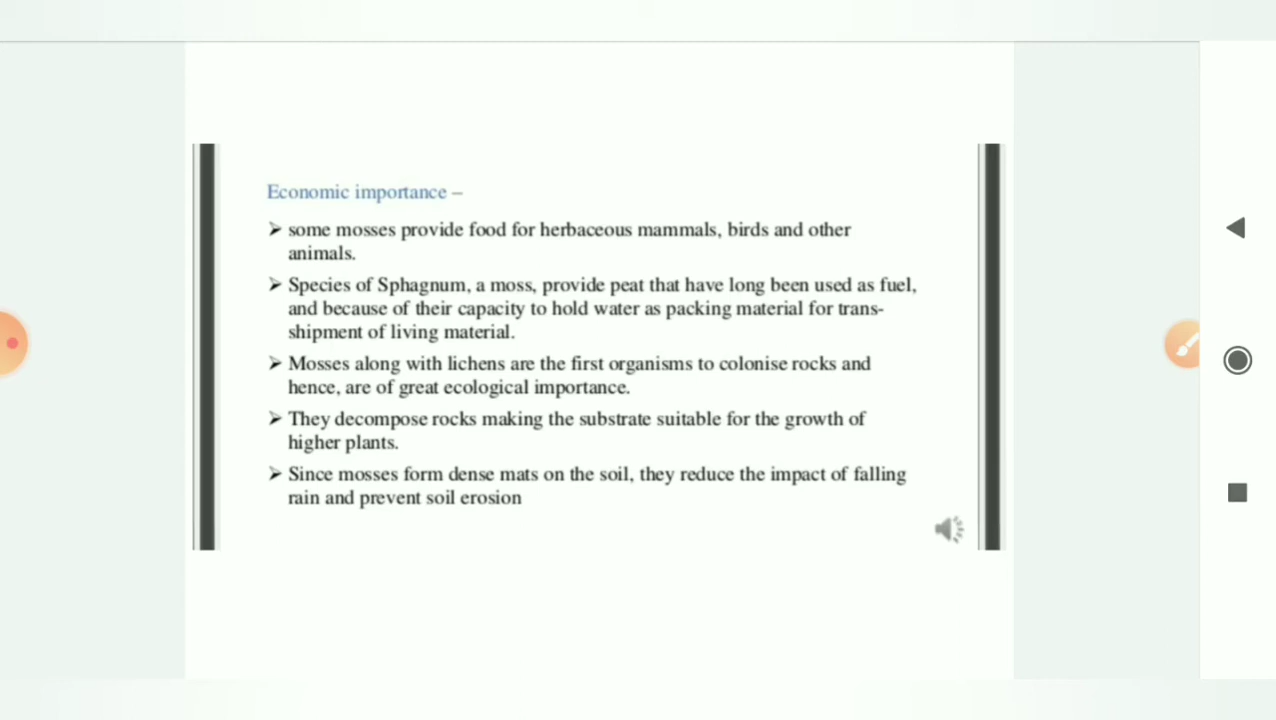 Economic importance –
➢ some mosses provide food for herbaceous mammals, birds and other
animals.
➢ Species of Sphagnum, a moss, provide peat that have long been used as fuel,
and because of their capacity to hold water as packing material for trans-
shipment of living material.
➢ Mosses along with lichens are the first organisms to colonise rocks and
hence, are of great ecological importance.
➢ They decompose rocks making the substrate suitable for the growth of
higher plants.
➢ Since mosses form dense mats on the soil, they reduce the impact of falling
rain and prevent soil erosion